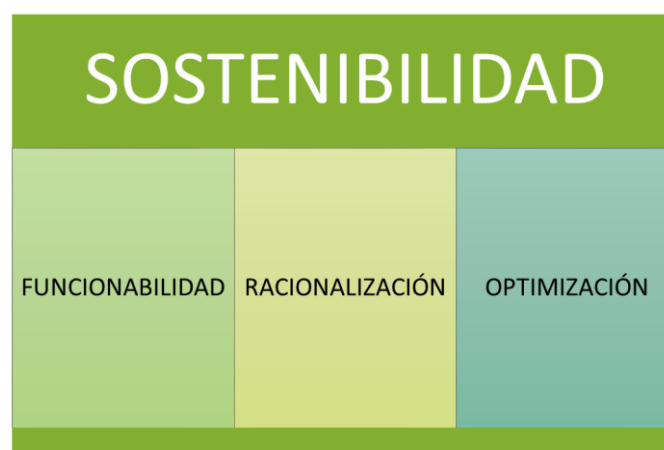 SOSTENIBILIDAD
FUNCIONABILIDAD
RACIONALIZACIÓN
OPTIMIZACIÓN